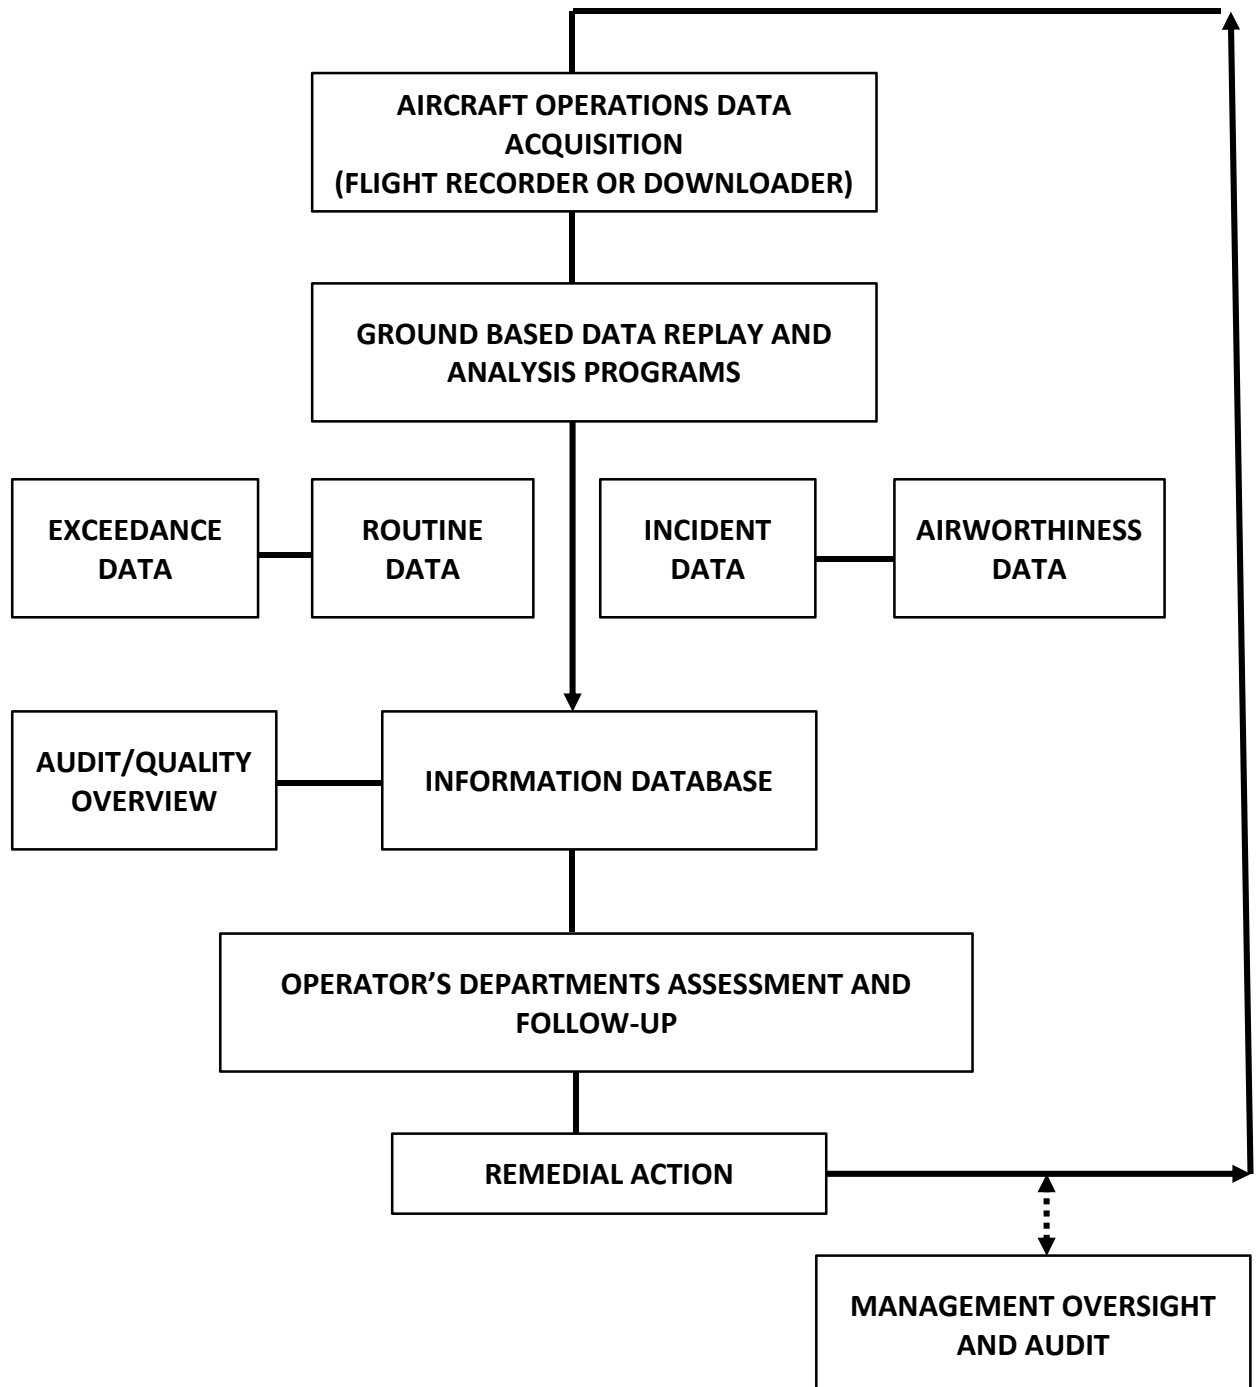 AIRCRAFT OPERATIONS DATA
ACQUISITION
(FLIGHT RECORDER OR DOWNLOADER)
GROUND BASED DATA REPLAY AND
ANALYSIS PROGRAMS
EXCEEDANCE
DATA
ROUTINE
DATA
INCIDENT
DATA
AIRWORTHINESS
DATA
AUDIT/QUALITY
OVERVIEW
INFORMATION DATABASE
OPERATOR’S DEPARTMENTS ASSESSMENT AND
FOLLOW-UP
REMEDIAL ACTION
MANAGEMENT OVERSIGHT
AND AUDIT